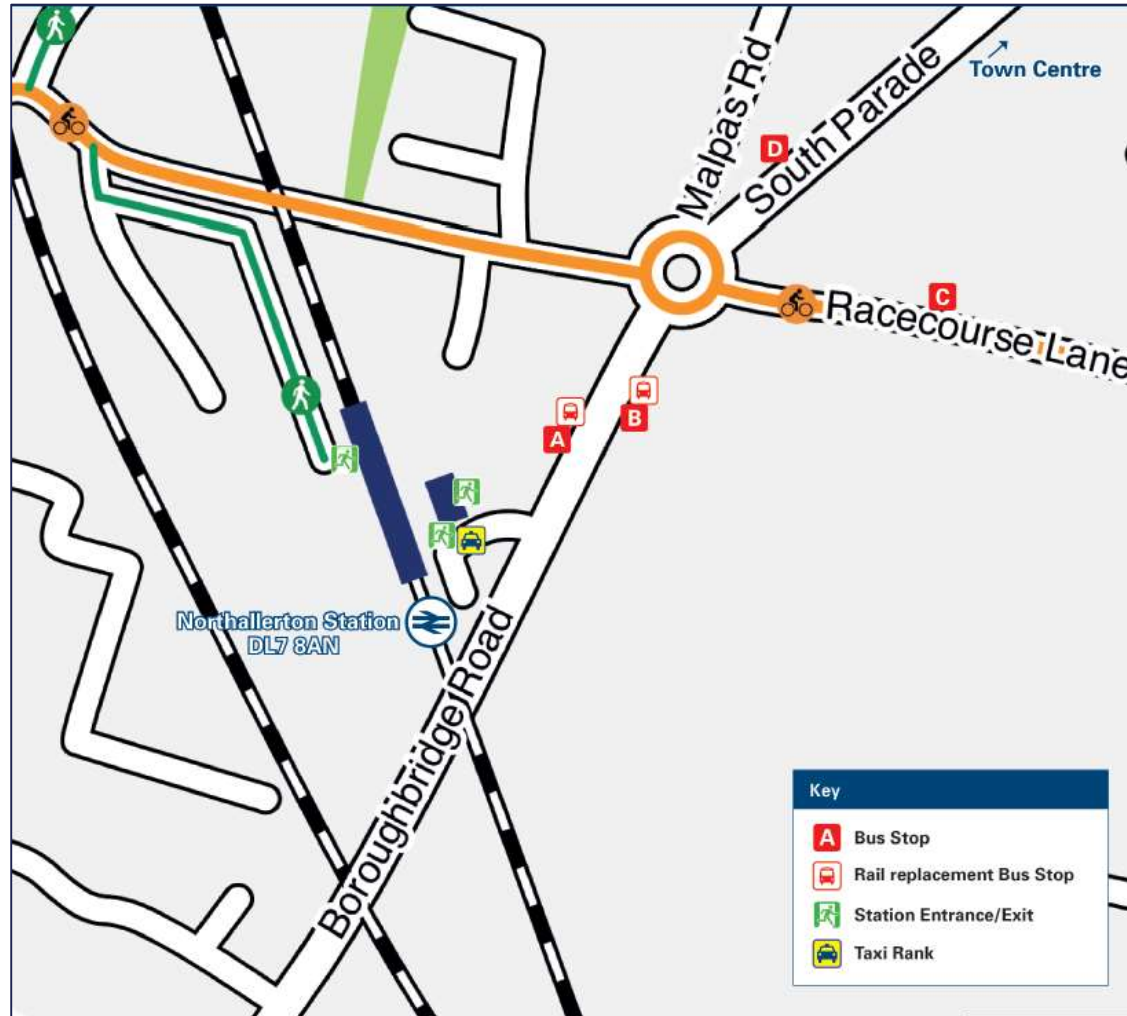 Town Centre
Malpas Rd
South Parade
D
C
Racecourse Lane
A
B
Northallerton Station
DL7 8AN
Boroughbridge Road
Key
A Bus Stop
Rail replacement Bus Stop
Station Entrance/Exit
Taxi Rank